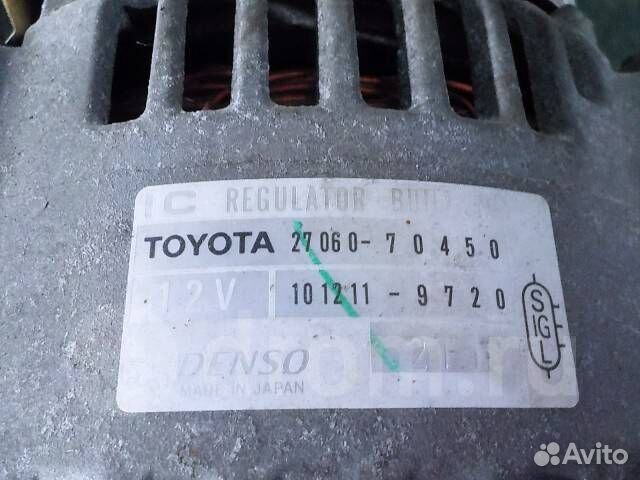 IC REGULATOR BUILT
TOYOTA 27060-70450
12V 101211-9720
S
IG
L
DENSO
MADE IN JAPAN
Avito